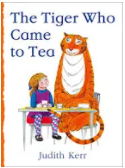 The Tiger Who
Came to Tea
Judith Kerr